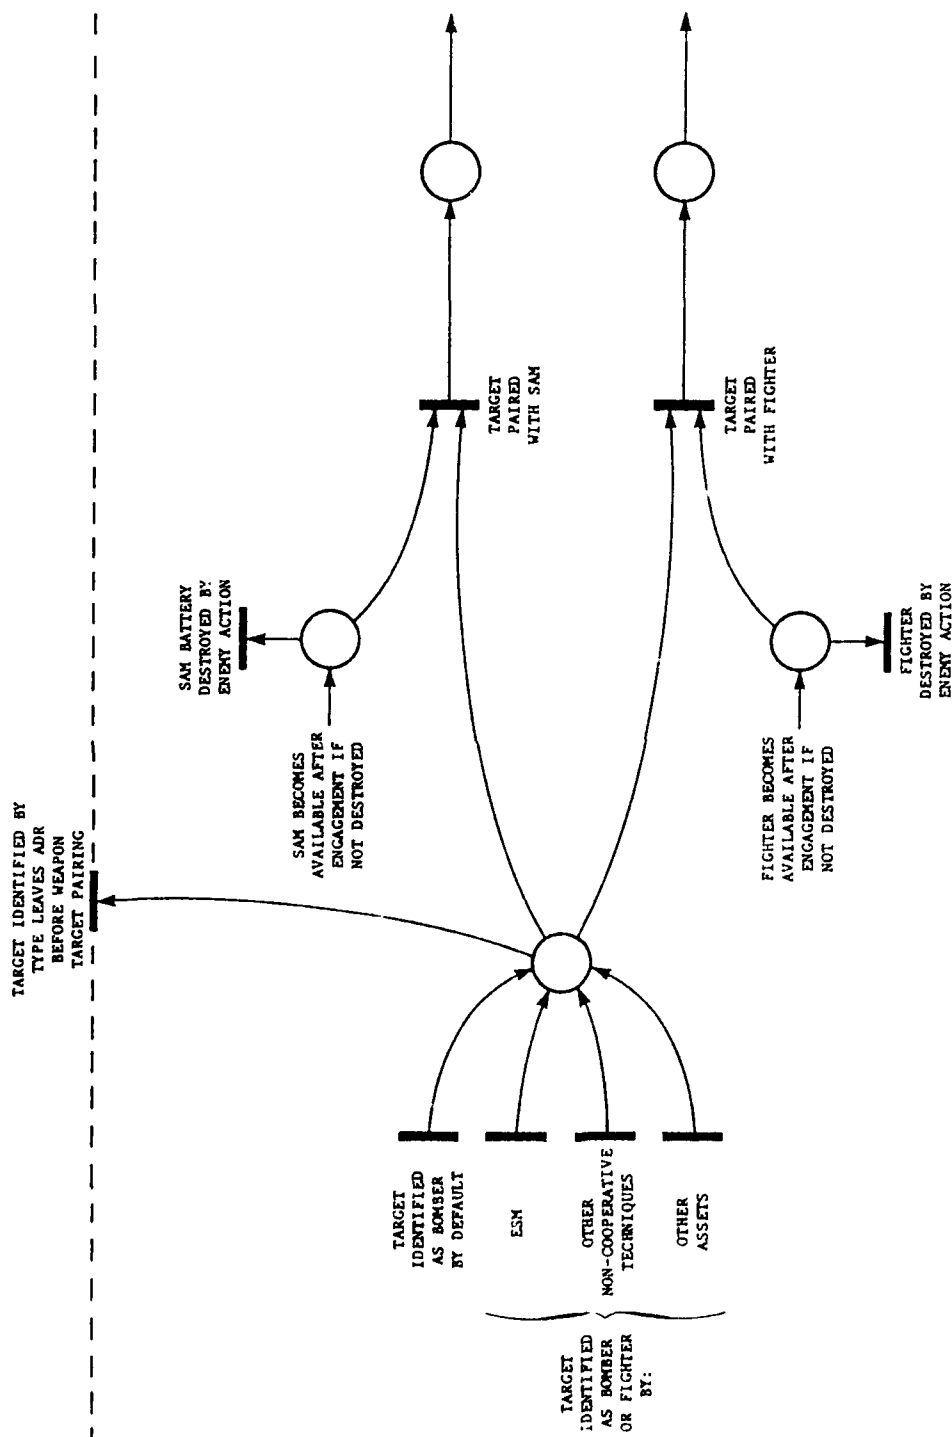 TARGET IDENTIFIED BY
TYPE LEAVES ADR
BEFORE WEAPON
TARGET PAIRING
SAM BATTERY
DESTROYED BY
ENEMY ACTION
SAM BECOMES
AVAILABLE AFTER
ENGAGEMENT IF
NOT DESTROYED
TARGET
PAIRED
WITH SAM
TARGET
IDENTIFIED
AS BOMBER
BY DEFAULT
ESM
OTHER
NON-COOPERATIVE
TECHNIQUES
OTHER
ASSETS
TARGET
IDENTIFIED
AS BOMBER
OR FIGHTER
BY:
TARGET
PAIRED
WITH FIGHTER
FIGHTER BECOMES
AVAILABLE AFTER
ENGAGEMENT IF
NOT DESTROYED
FIGHTER
DESTROYED BY
ENEMY ACTION